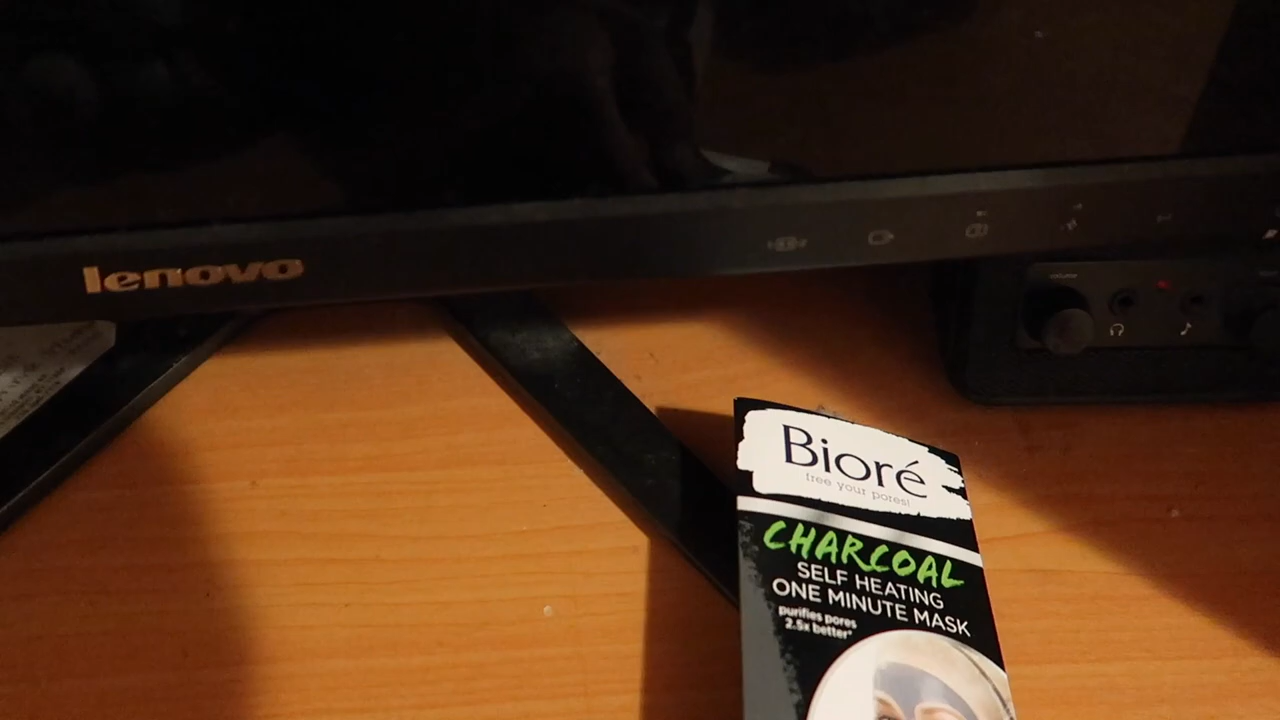 lenovo
VOLUME
Bioré
free your pores!
CHARCOAL
SELF HEATING
ONE MINUTE MASK
purifies pores
2.5x better*